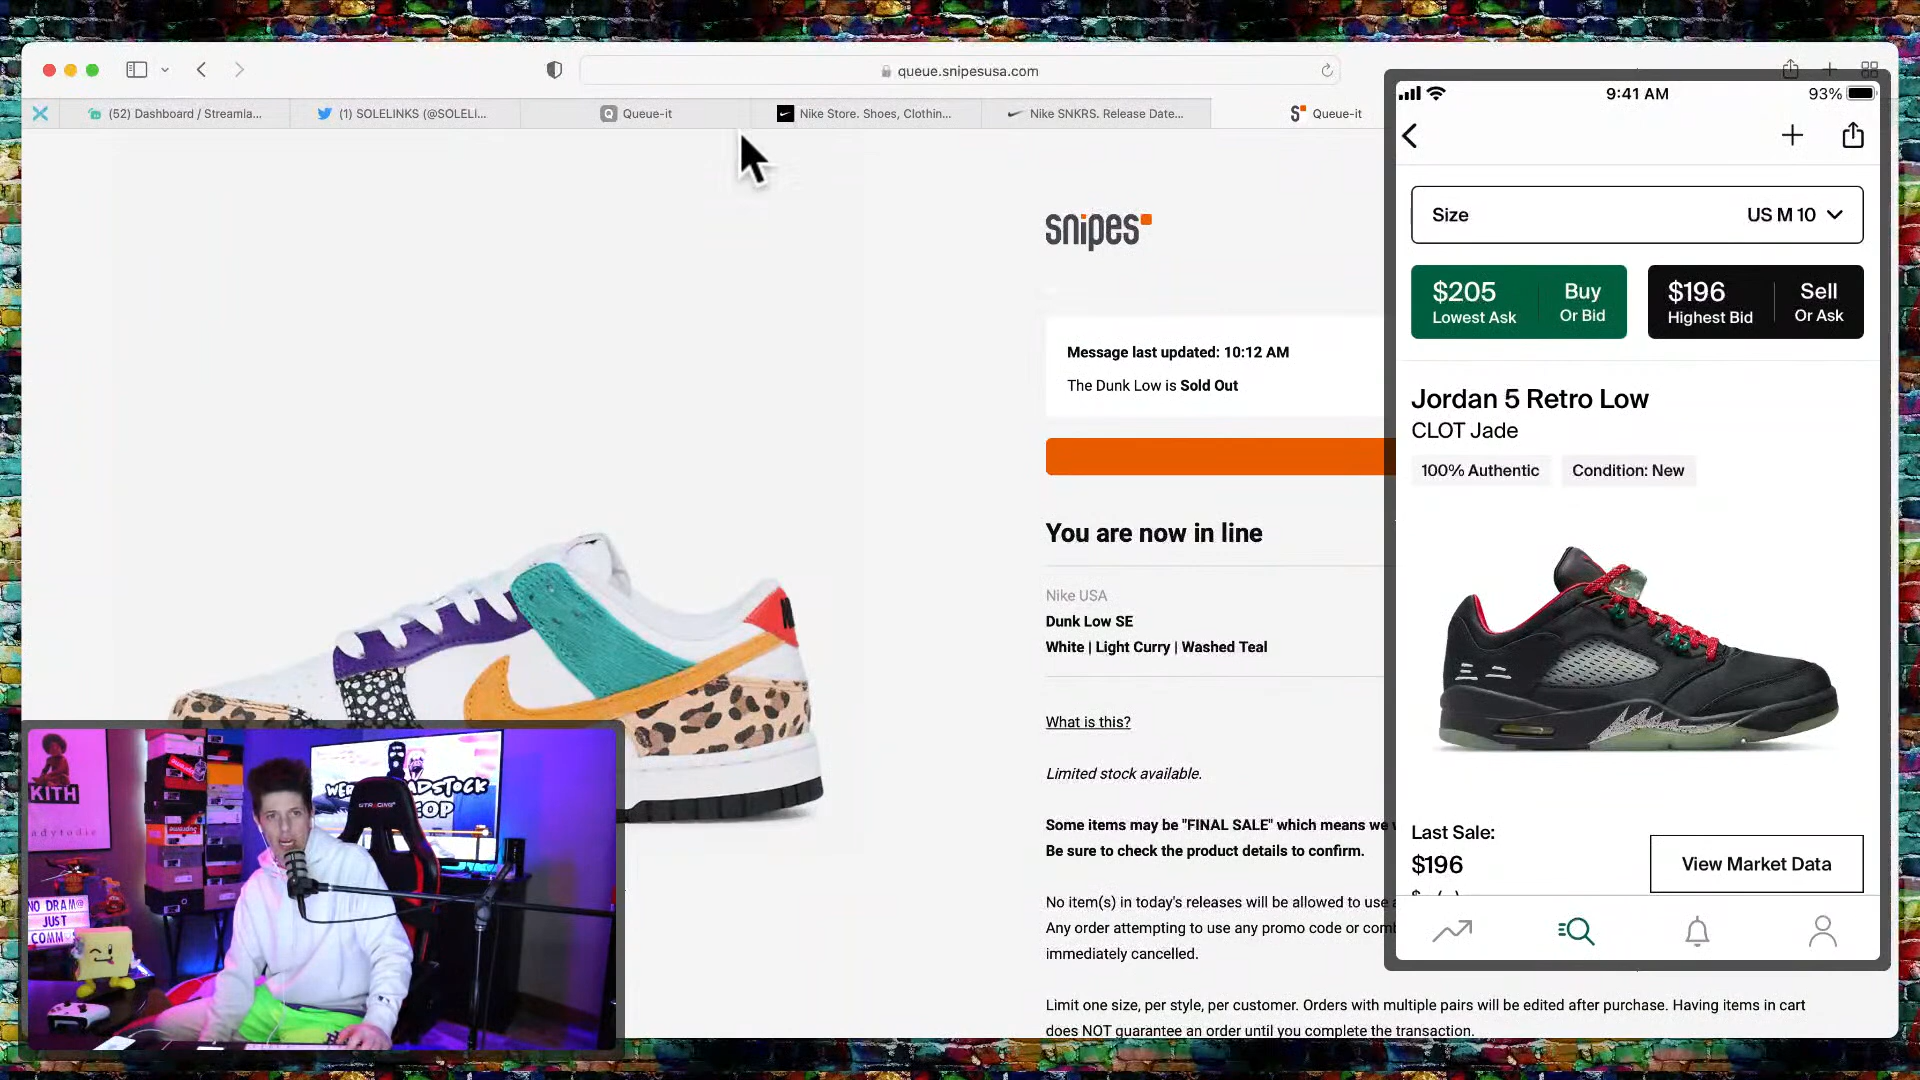 queue.snipesusa.com
(52) Dashboard / Streamla...
(1) SOLELINKS (@SOLELI...
Queue-it
Nike Store. Shoes, Clothin...
Nike SNKRS. Release Date...
Queue-it
snipes
Message last updated: 10:12 AM
The Dunk Low is Sold Out
You are now in line
Nike USA
Dunk Low SE
White | Light Curry | Washed Teal
What is this?
Limited stock available.
Some items may be "FINAL SALE" which means we
Be sure to check the product details to confirm.
No item(s) in today's releases will be allowed to use
Any order attempting to use any promo code or
immediately cancelled.
Limit one size, per style, per customer. Orders with multiple pairs will be edited after purchase. Having items in cart
does NOT guarantee an order until you complete the transaction.
9:41 AM
93%
Size
US M 10
$205
Lowest Ask
Buy
Or Bid
$196
Highest Bid
Sell
Or Ask
Jordan 5 Retro Low
CLOT Jade
100% Authentic
Condition: New
Last Sale:
$196
View Market Data
KITH
NO DRAMA
JUST